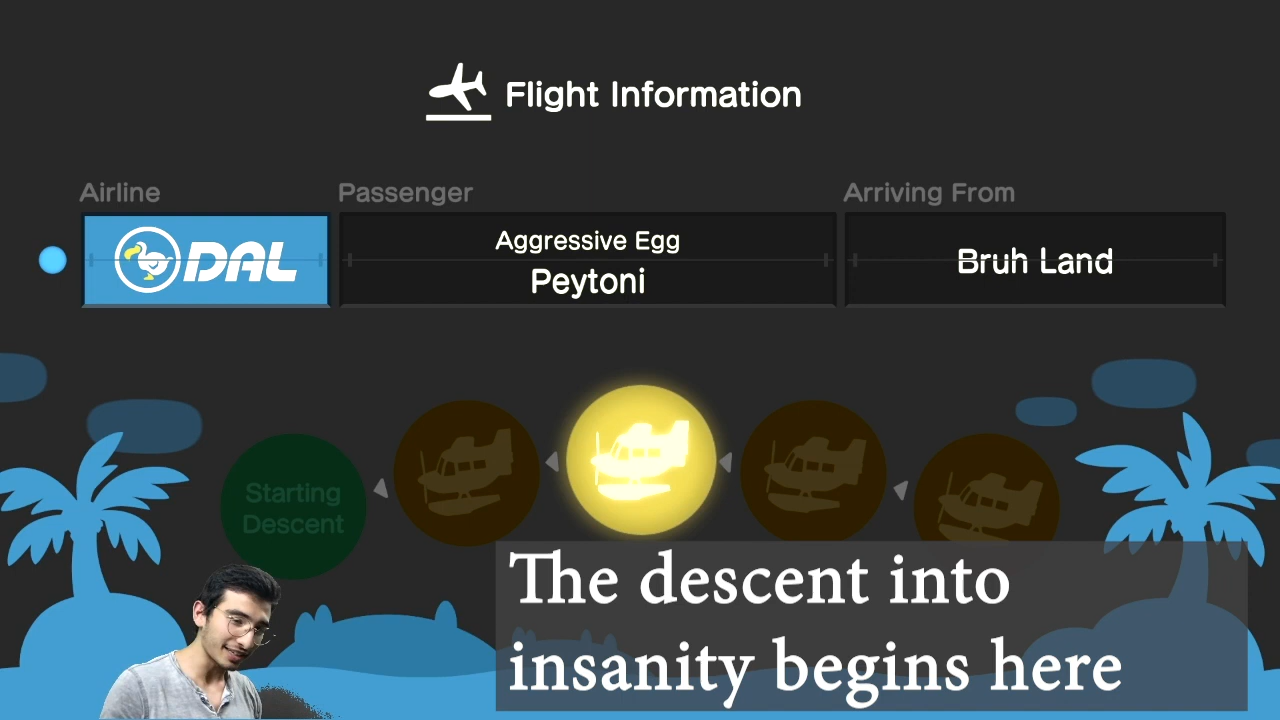 Flight Information
Airline
Passenger
Arriving From
DAL
Aggressive Egg
Peytoni
Bruh Land
Starting
Descent
The descent into
insanity begins here